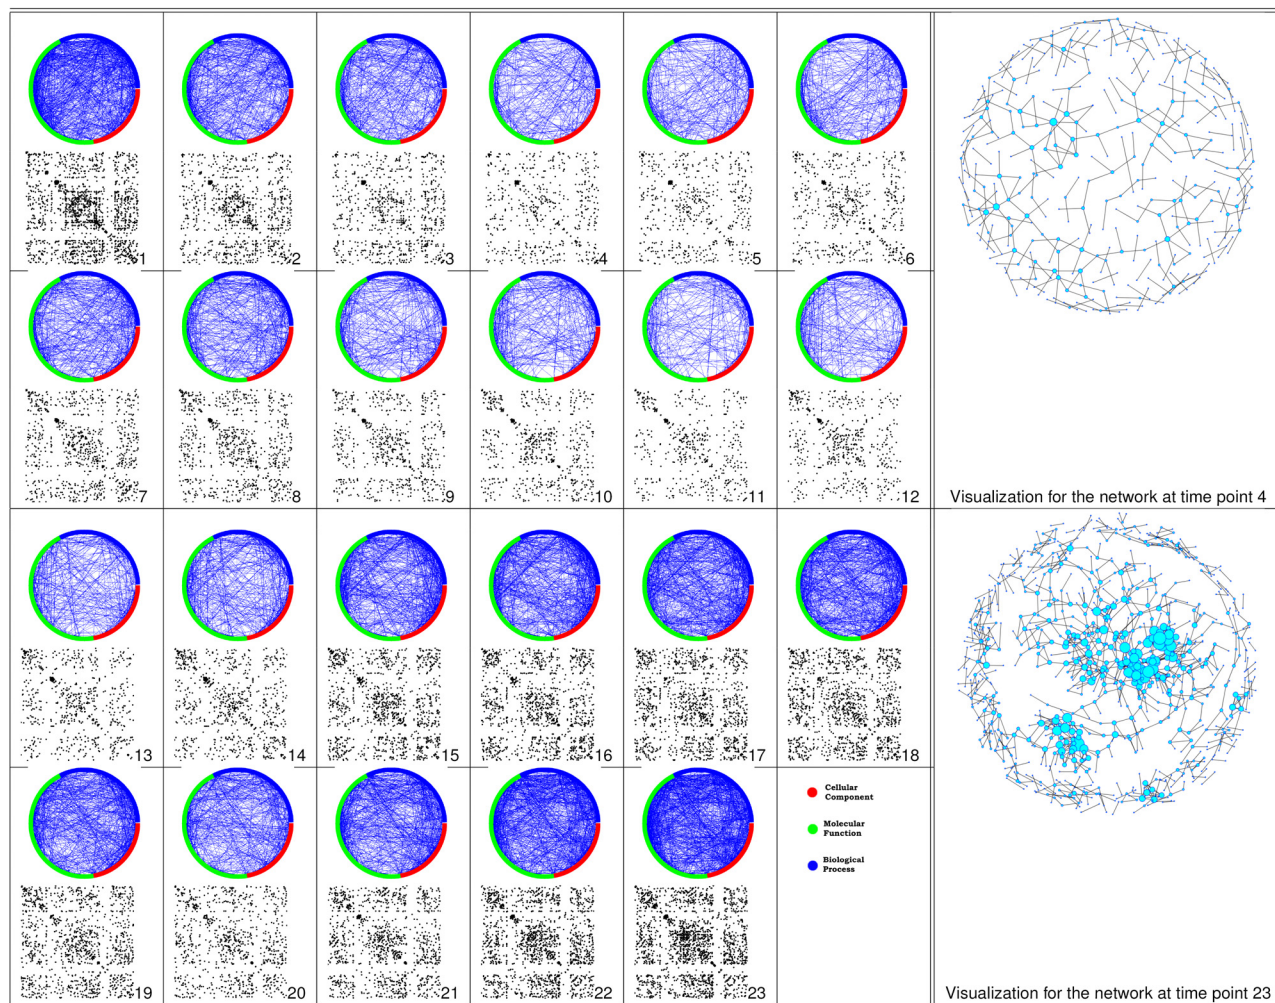 1
2
3
4
5
6
7
8
9
10
11
12
Visualization for the network at time point 4
13
14
15
16
17
18
19
20
21
22
23
Cellular
Component
Molecular
Function
Biological
Process
Visualization for the network at time point 23